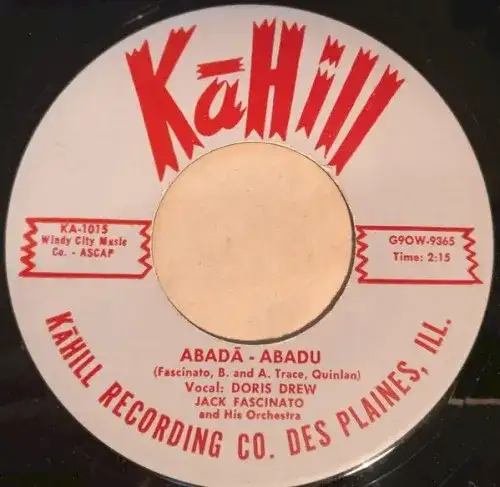 KāHill
KA-1015
Windy City Music
Co. - ASCAP
G9OW-9365
Time: 2:15
ABADĀ - ABADU
(Fascinato, B. and A. Trace, Quinlan)
Vocal: DORIS DREW
JACK FASCINATO
and His Orchestra
KĀHILL RECORDING CO. DES PLAINES, ILL.